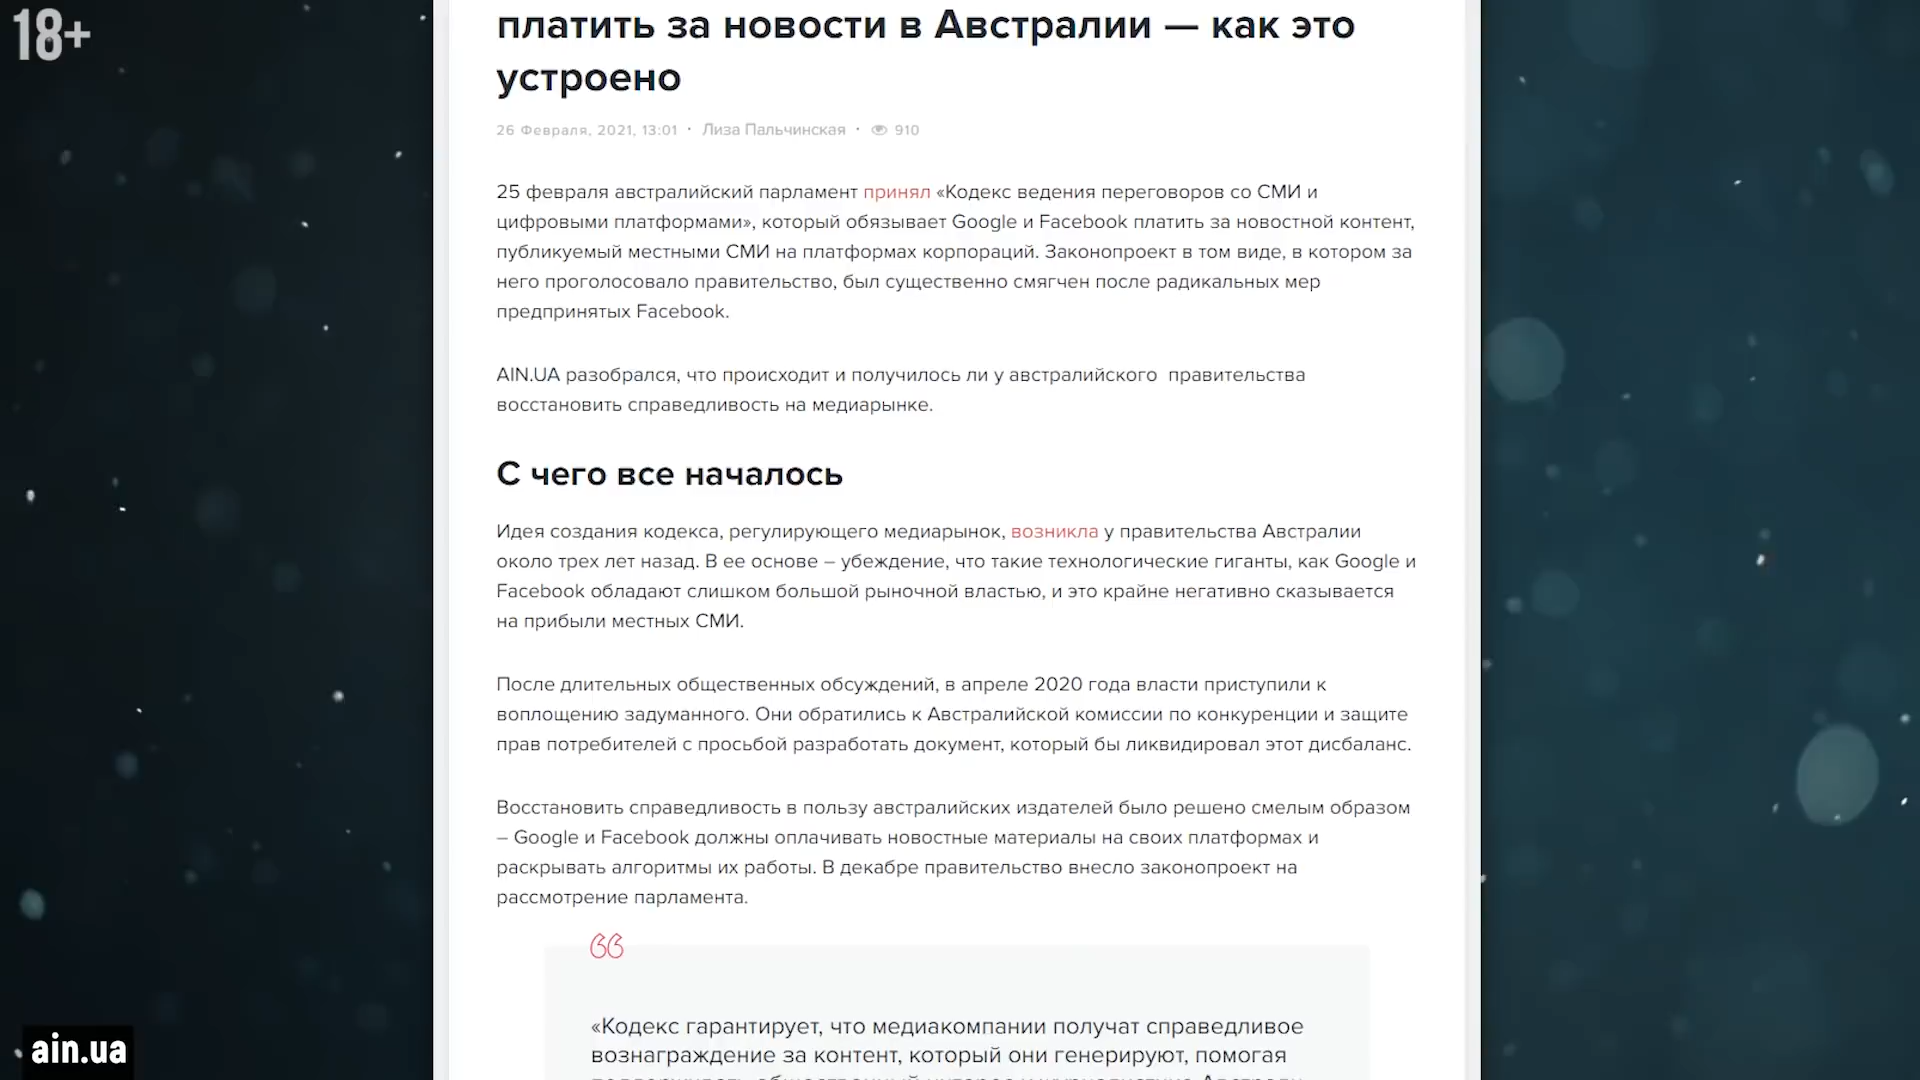 18+
платить за новости в Австралии — как это
устроено
26 Февраля, 2021, 13:01 · Лиза Пальчинская · 910
25 февраля австралийский парламент принял «Кодекс ведения переговоров со СМИ и
цифровыми платформами», который обязывает Google и Facebook платить за новостной контент,
публикуемый местными СМИ на платформах корпораций. Законопроект в том виде, в котором за
него проголосовало правительство, был существенно смягчен после радикальных мер
предпринятых Facebook.
AIN.UA разобрался, что происходит и получилось ли у австралийского правительства
восстановить справедливость на медиарынке.
С чего все началось
Идея создания кодекса, регулирующего медиарынок, возникла у правительства Австралии
около трех лет назад. В ее основе – убеждение, что такие технологические гиганты, как Google и
Facebook обладают слишком большой рыночной властью, и это крайне негативно сказывается
на прибыли местных СМИ.
После длительных общественных обсуждений, в апреле 2020 года власти приступили к
воплощению задуманного. Они обратились к Австралийской комиссии по конкуренции и защите
прав потребителей с просьбой разработать документ, который бы ликвидировал этот дисбаланс.
Восстановить справедливость в пользу австралийских издателей было решено смелым образом
– Google и Facebook должны оплачивать новостные материалы на своих платформах и
раскрывать алгоритмы их работы. В декабре правительство внесло законопроект на
рассмотрение парламента.
«Кодекс гарантирует, что медиакомпании получат справедливое
вознаграждение за контент, который они генерируют, помогая
ain.ua